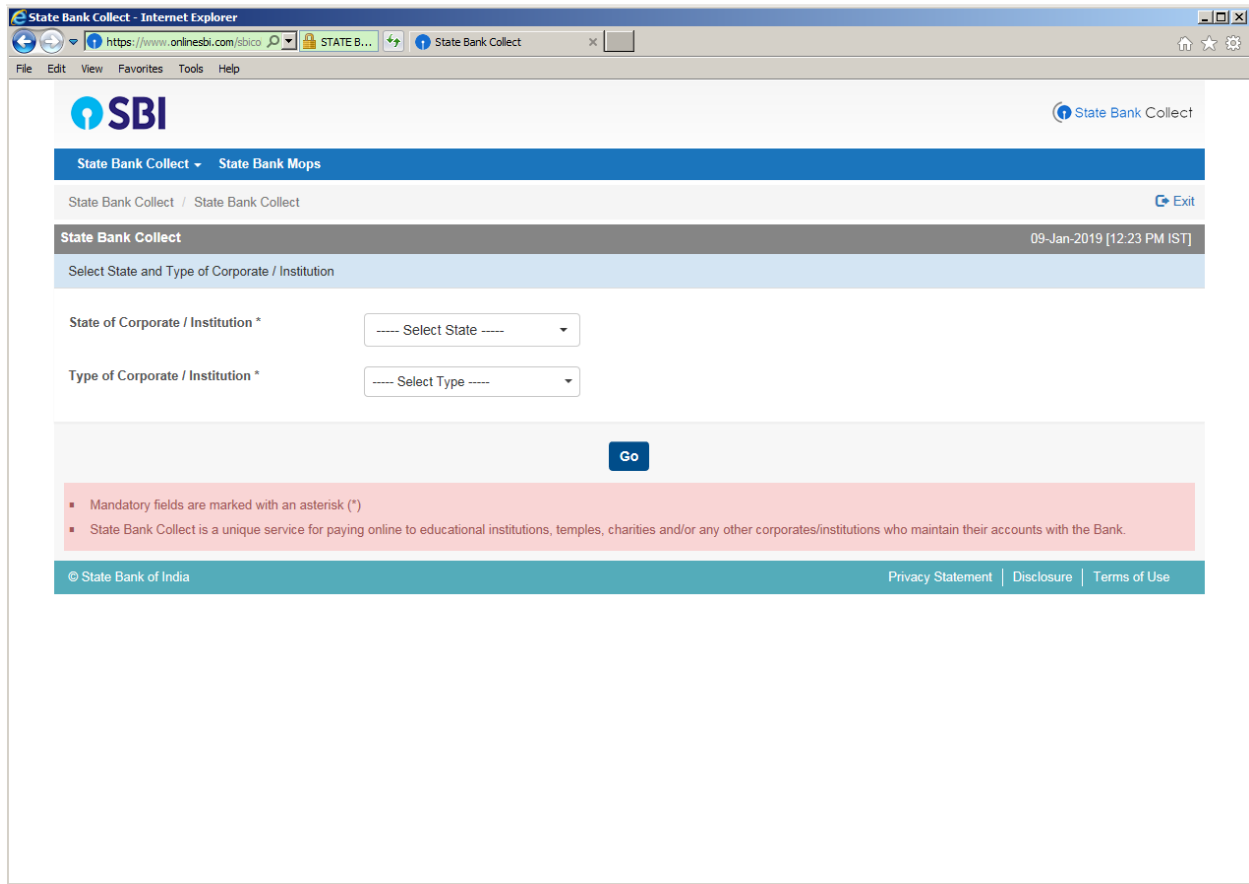 State Bank Collect - Internet Explorer
https://www.onlinesbi.com/sbico STATE B... State Bank Collect
File Edit View Favorites Tools Help
SBI State Bank Collect
State Bank Collect State Bank Mops
State Bank Collect / State Bank Collect Exit
State Bank Collect 09-Jan-2019 [12:23 PM IST]
Select State and Type of Corporate / Institution
State of Corporate / Institution * ----- Select State -----
Type of Corporate / Institution * ----- Select Type -----
Go
Mandatory fields are marked with an asterisk (*)
State Bank Collect is a unique service for paying online to educational institutions, temples, charities and/or any other corporates/institutions who maintain their accounts with the Bank.
© State Bank of India Privacy Statement | Disclosure | Terms of Use